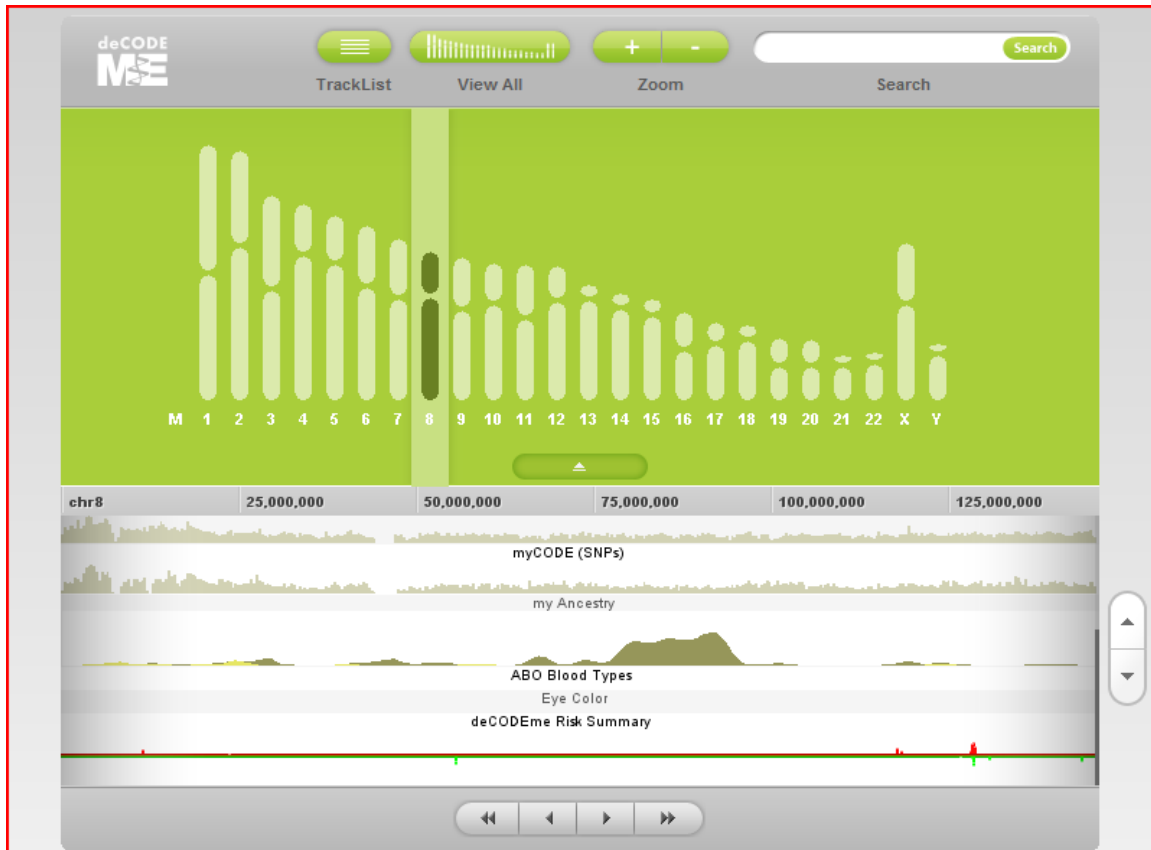 deCODE
ME
TrackList
View All
+ -
Zoom
Search
Search
M 1 2 3 4 5 6 7 8 9 10 11 12 13 14 15 16 17 18 19 20 21 22 X Y
chr8 25,000,000 50,000,000 75,000,000 100,000,000 125,000,000
myCODE (SNPs)
my Ancestry
ABO Blood Types
Eye Color
deCODEme Risk Summary